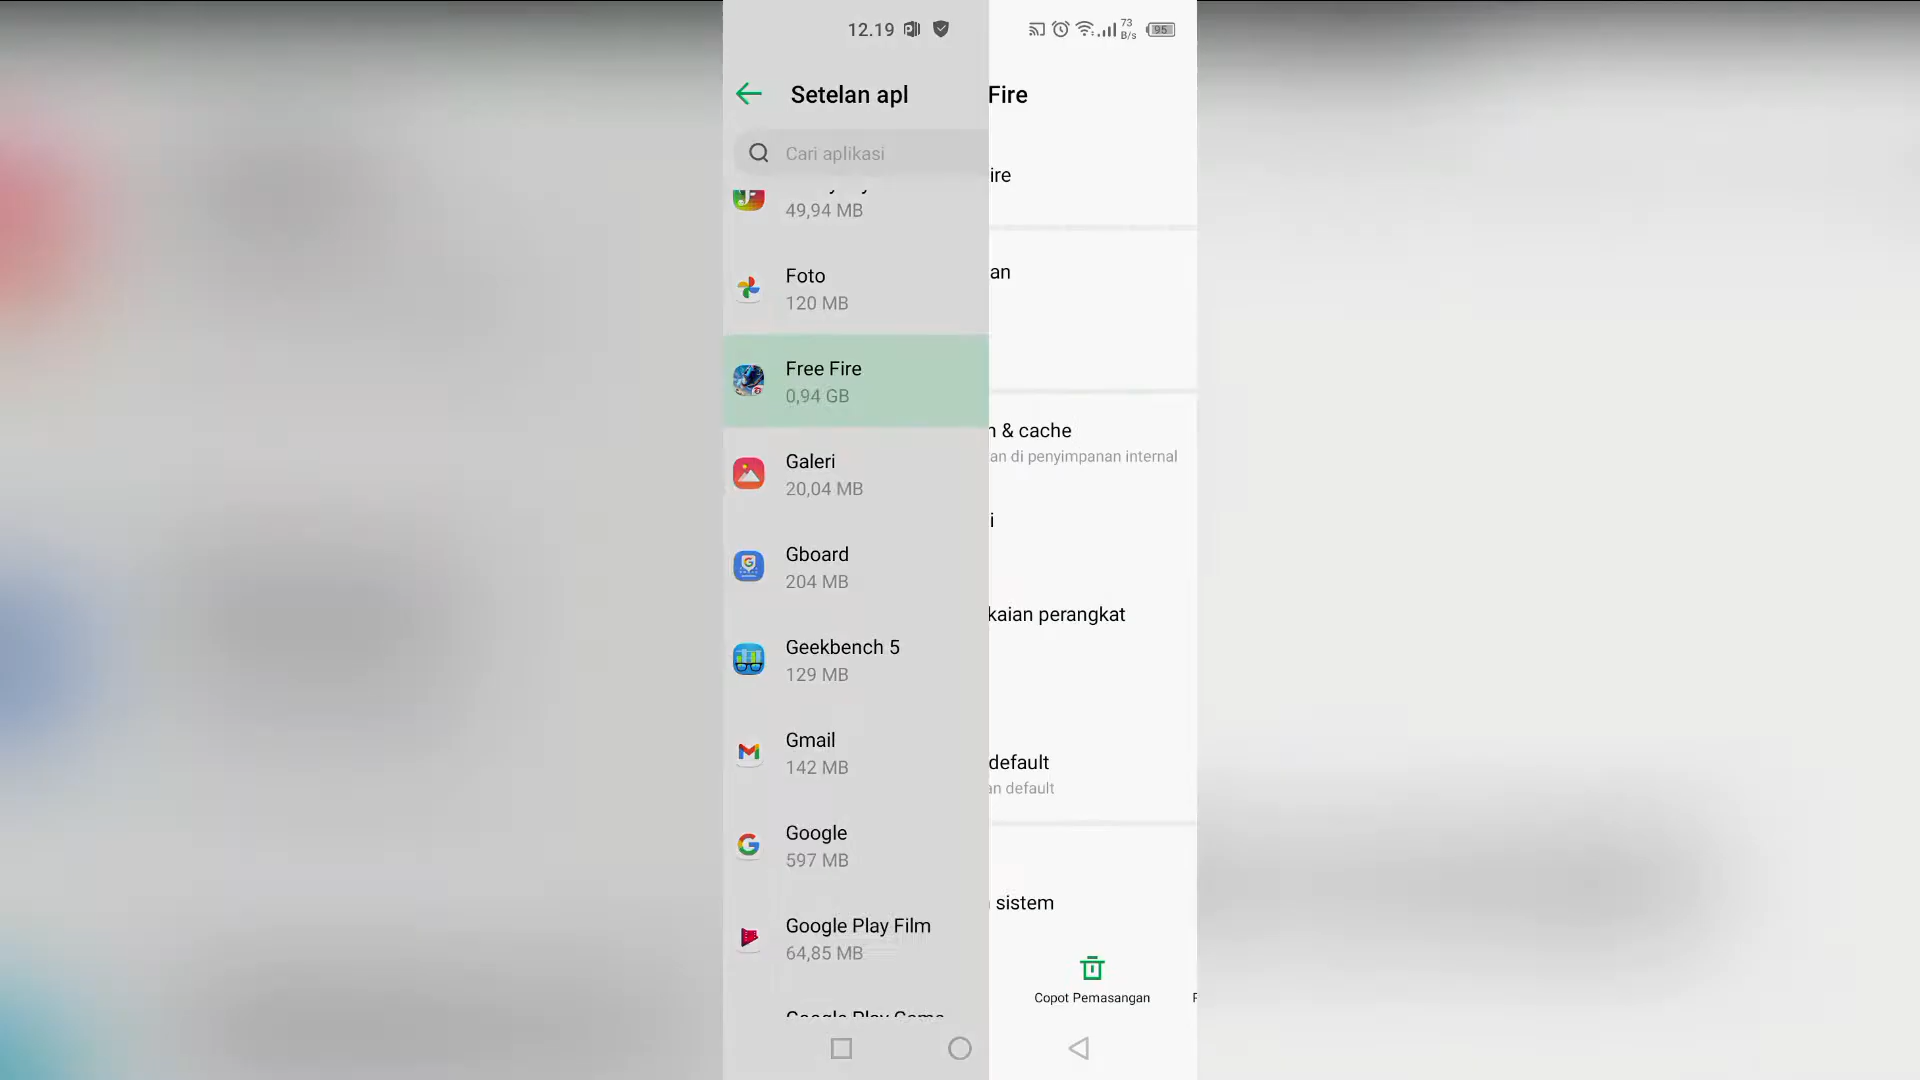 12.19
73
B/s
95
Setelan apl
Fire
Cari aplikasi
ire
49,94 MB
Foto
120 MB
an
Free Fire
0,94 GB
& cache
an di penyimpanan internal
Galeri
20,04 MB
i
Gboard
204 MB
kaian perangkat
Geekbench 5
129 MB
Gmail
142 MB
default
an default
Google
597 MB
sistem
Google Play Film
64,85 MB
Copot Pemasangan
Google Play Game